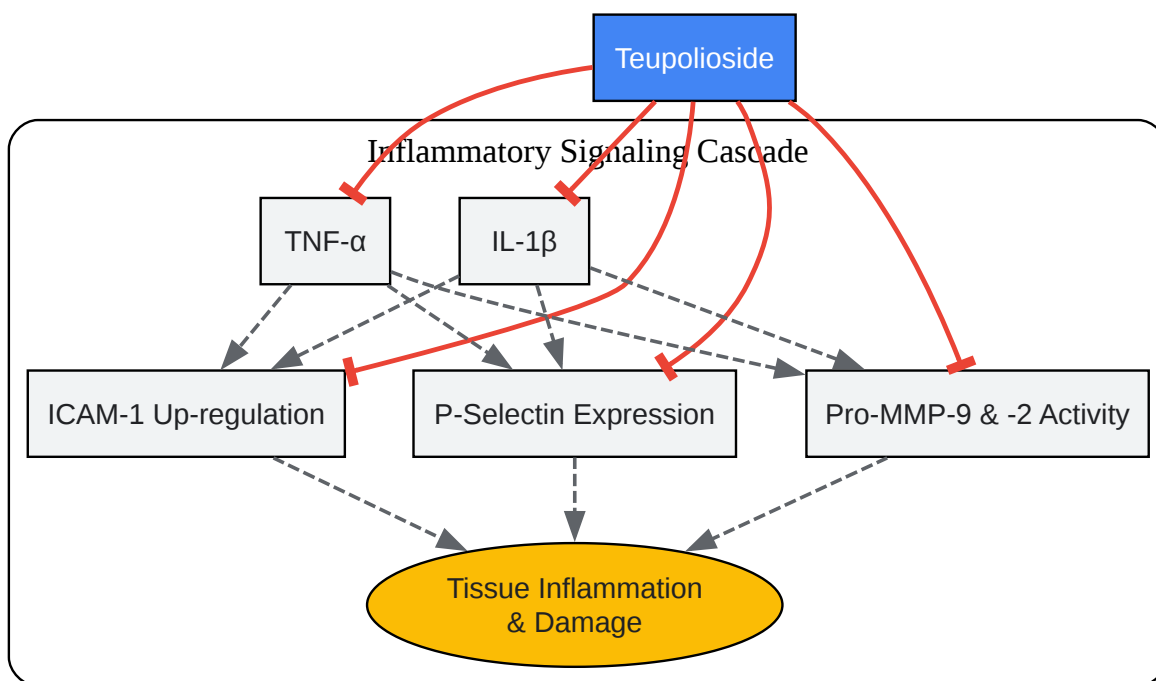 Teupolioside
Inflammatory Signaling Cascade
TNF-α
IL-1β
ICAM-1 Up-regulation
P-Selectin Expression
Pro-MMP-9 & -2 Activity
Tissue Inflammation
& Damage